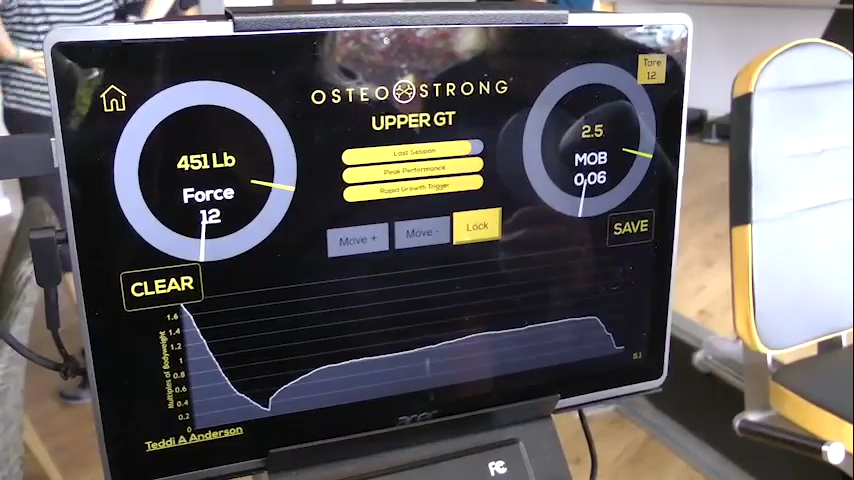 Tare
12
OSTEOSTRONG
UPPER GT
451 Lb
Force
12
Last Session
Peak Performance
Rapid Growth Trigger
2.5
MOB
0.06
Move +
Move -
Lock
SAVE
CLEAR
Multiples of Bodyweight
1.6
1.4
1.2
1
0.8
0.6
0.4
0.2
0
5.1
Teddi A Anderson
acer
FC